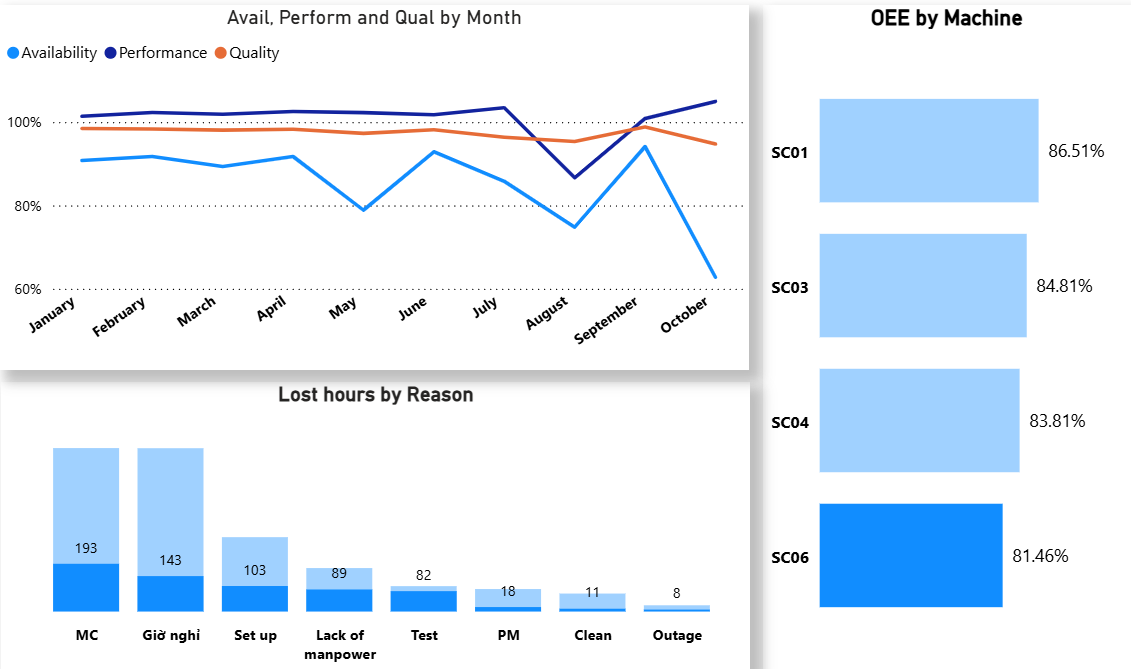 Avail, Perform and Qual by Month
Availability Performance Quality
100%
80%
60%
January February March April May June July August September October
Lost hours by Reason
193 143 103 89 82 18 11 8
MC Giờ nghỉ Set up Lack of manpower Test PM Clean Outage
OEE by Machine
SC01 86.51%
SC03 84.81%
SC04 83.81%
SC06 81.46%